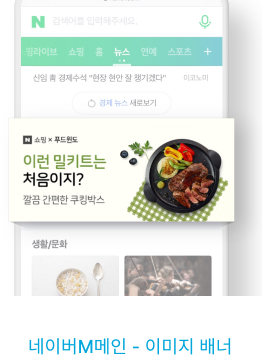 N 검색어를 입력해주세요.
망라이브 쇼핑 홈 뉴스 연예 스포츠 +
신임 靑 경제수석 "현장 현안 잘 챙기겠다" 이코노미
경제 뉴스 새로보기
N 쇼핑 × 푸드윈도
이런 밀키트는
처음이지?
깔끔 간편한 쿠킹박스
생활/문화
네이버M메인 - 이미지 배너